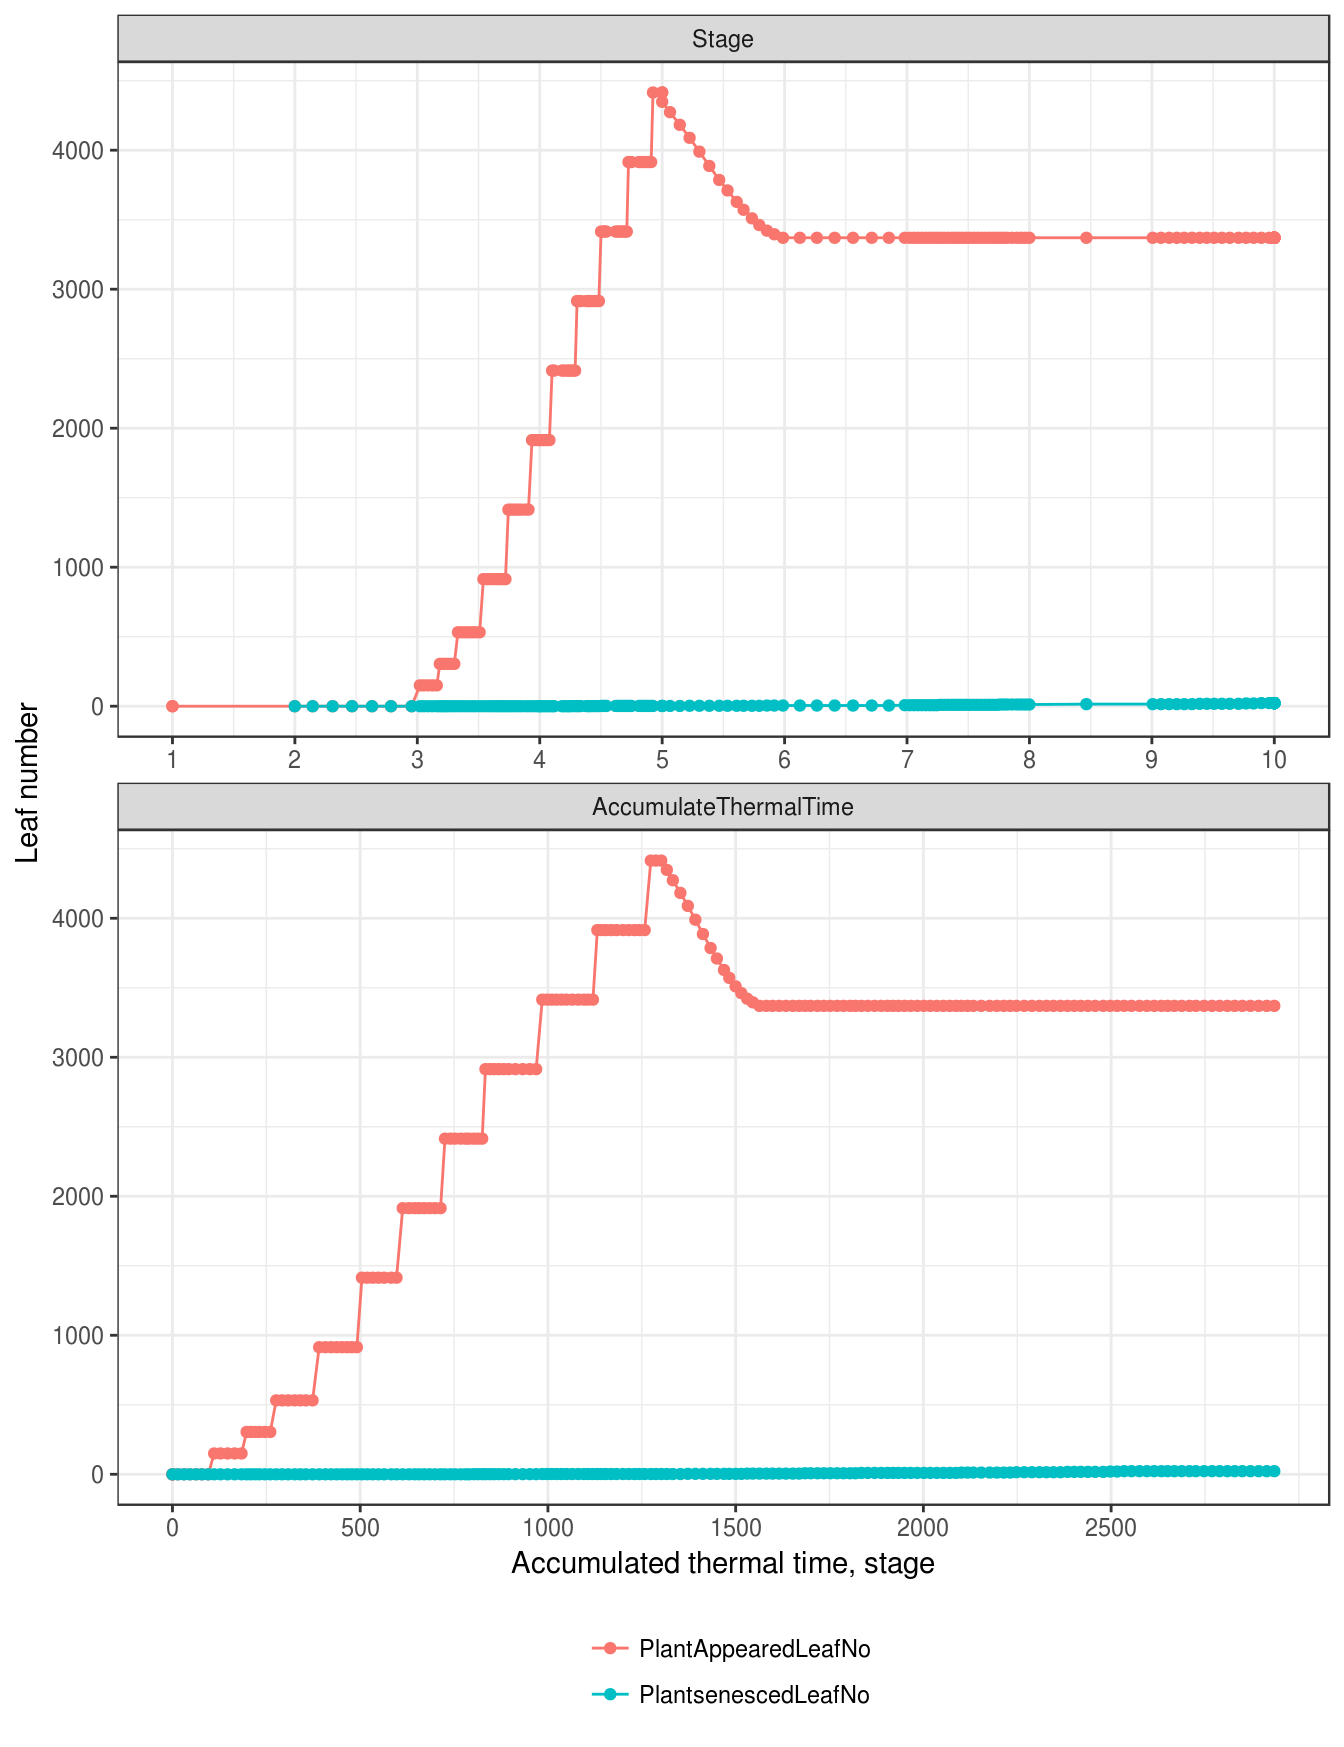 Stage
4000
3000
2000
1000
0
1 2 3 4 5 6 7 8 9 10
Leaf number
AccumulateThermalTime
4000
3000
2000
1000
0
0 500 1000 1500 2000 2500
Accumulated thermal time, stage
PlantAppearedLeafNo
PlantsenescedLeafNo